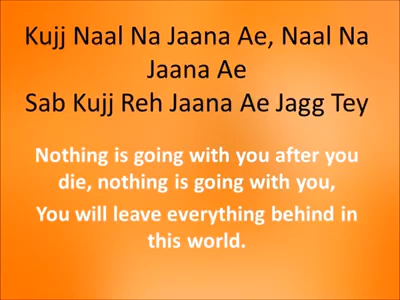 Kujj Naal Na Jaana Ae, Naal Na
Jaana Ae
Sab Kujj Reh Jaana Ae Jagg Tey
Nothing is going with you after you
die, nothing is going with you,
You will leave everything behind in
this world.